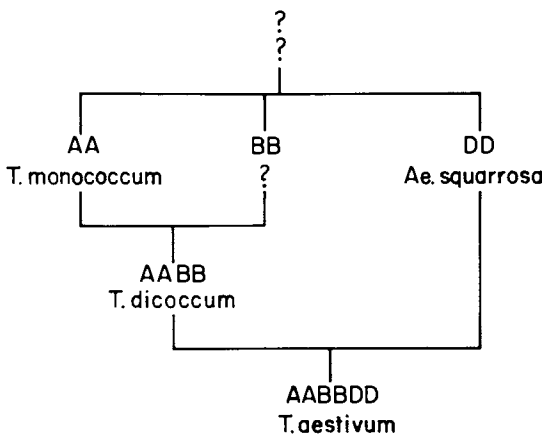 ?
?
AA BB DD
T. monococcum ? Ae. squarrosa
AABB
T. dicoccum
AABBDD
T. aestivum